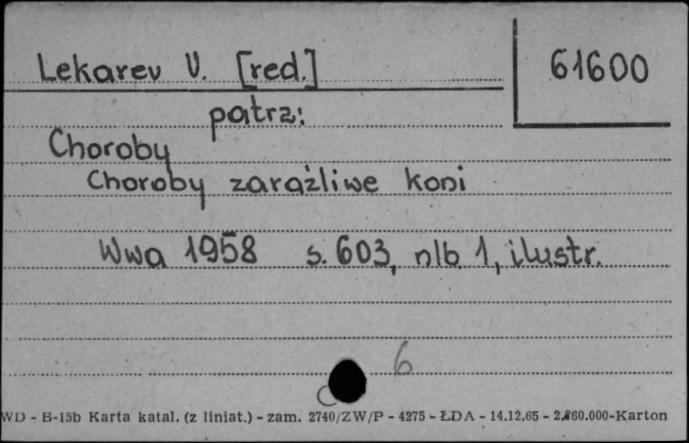 Lekarev V. [red.]
61600
patrz:
Choroby
Choroby zaraźliwe koni
Wwa 1958 s. 603, nlb. 1, ilustr.
6
WD - B-15b Karta katal. (z liniat.) - zam. 2740/ZW/P - 4275 - ŁDA - 14.12.65 - 2.260.000-Karton